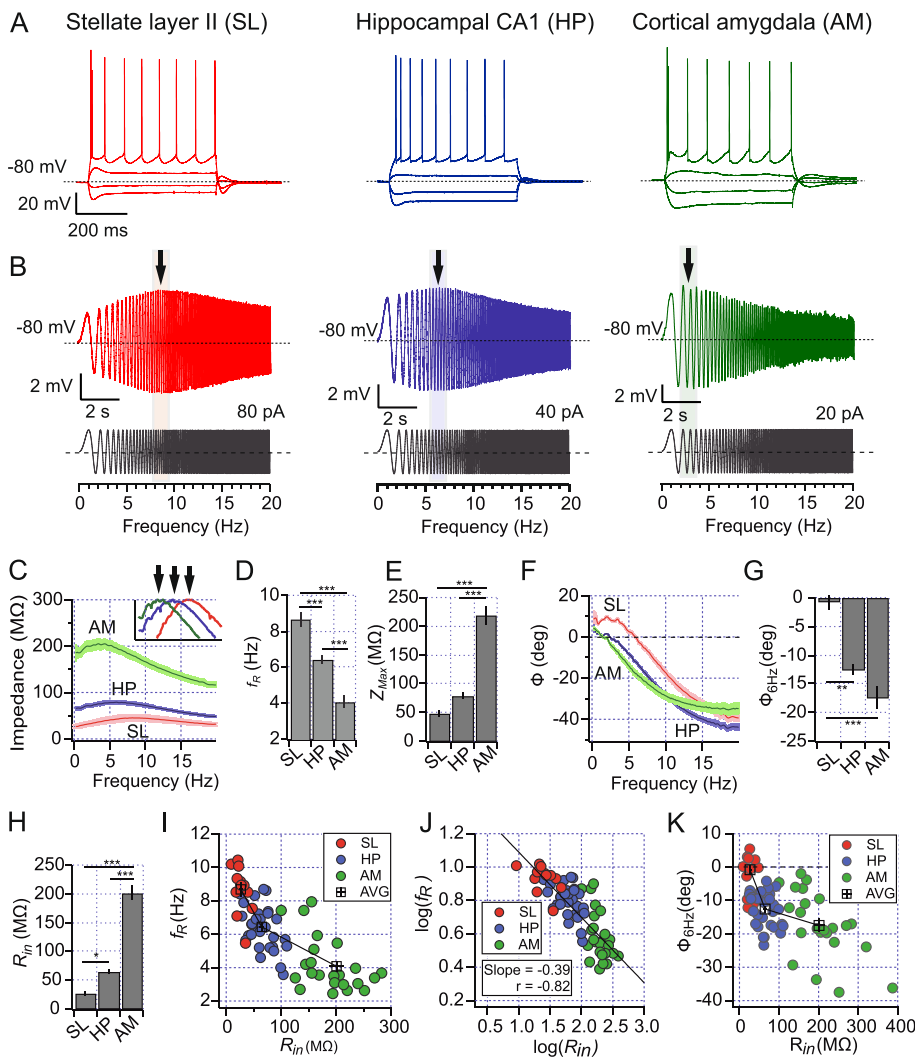 A
Stellate layer II (SL)
Hippocampal CA1 (HP)
Cortical amygdala (AM)
-80 mV
20 mV
200 ms
B
-80 mV
2 mV
2 s
80 pA
-80 mV
2 mV
2 s
40 pA
-80 mV
2 mV
2 s
20 pA
0 5 10 15 20
Frequency (Hz)
0 5 10 15 20
Frequency (Hz)
0 5 10 15 20
Frequency (Hz)
C
Impedance (MΩ)
300
200
100
0
AM
HP
SL
0 5 10 15
Frequency (Hz)
D
f_R (Hz)
10
8
6
4
2
0
***
***
***
SL HP AM
E
Z_Max (MΩ)
250
200
150
100
50
0
***
***
SL HP AM
F
Φ (deg)
20
0
-20
-40
SL
AM
HP
0 5 10 15
Frequency (Hz)
G
Φ_6Hz (deg)
0
-5
-10
-15
-20
-25
**
***
SL HP AM
H
R_in (MΩ)
250
200
150
100
50
0
***
***
*
SL HP AM
I
f_R (Hz)
12
10
8
6
4
2
SL
HP
AM
AVG
0 100 200 300
R_in (MΩ)
J
log(f_R)
1.2
1.0
0.8
0.6
0.4
0.2
SL
HP
AM
Slope = -0.39
r = -0.82
0.5 1.0 1.5 2.0 2.5 3.0
log(R_in)
K
Φ_6Hz (deg)
10
0
-10
-20
-30
-40
SL
HP
AM
AVG
0 100 200 300 400
R_in (MΩ)